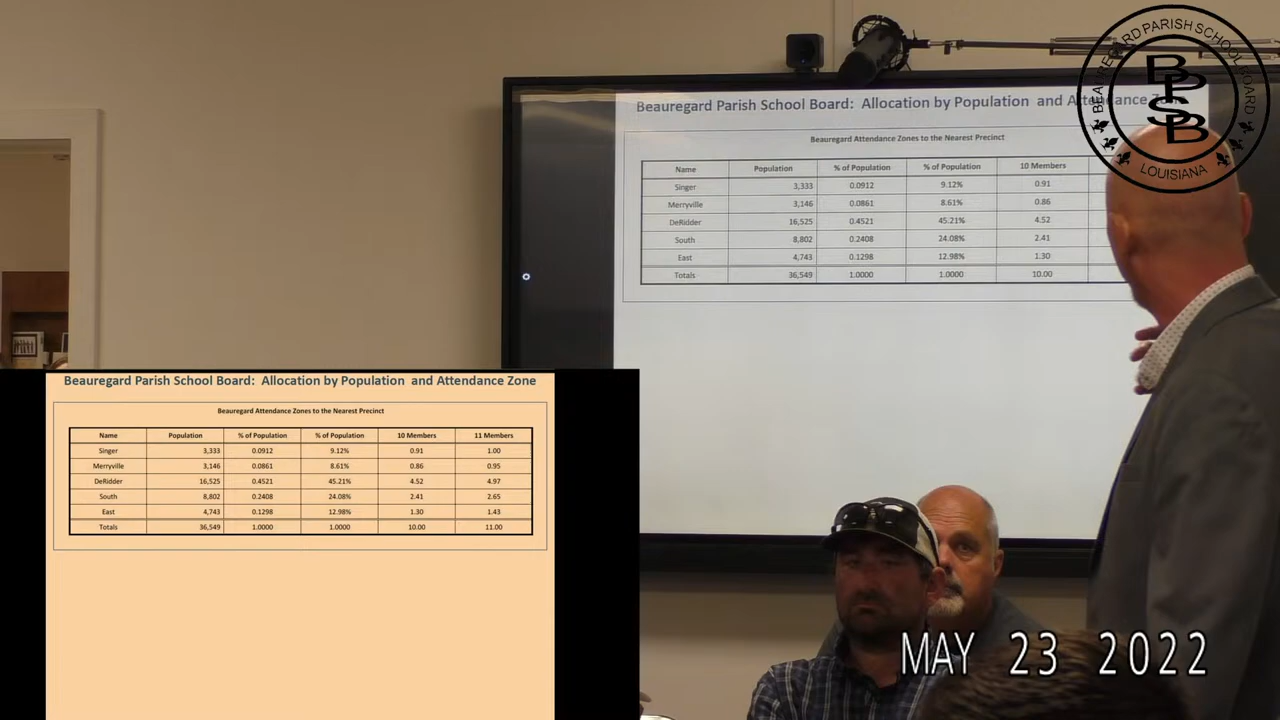 BEAUREGARD PARISH SCHOOL BOARD
BPSB
LOUISIANA
Beauregard Parish School Board: Allocation by Population and Attendance
Beauregard Attendance Zones to the Nearest Precinct
Name Population % of Population % of Population 10 Members
Singer 3,333 0.0912 9.12% 0.91
Merryville 3,146 0.0861 8.61% 0.86
DeRidder 16,525 0.4521 45.21% 4.52
South 8,802 0.2408 24.08% 2.41
East 4,743 0.1298 12.98% 1.30
Totals 36,549 1.0000 1.0000 10.00
Beauregard Parish School Board: Allocation by Population and Attendance Zone
Beauregard Attendance Zones to the Nearest Precinct
Name Population % of Population % of Population 10 Members 11 Members
Singer 3,333 0.0912 9.12% 0.91 1.00
Merryville 3,146 0.0861 8.61% 0.86 0.95
DeRidder 16,525 0.4521 45.21% 4.52 4.97
South 8,802 0.2408 24.08% 2.41 2.65
East 4,743 0.1298 12.98% 1.30 1.43
Totals 36,549 1.0000 1.0000 10.00 11.00
MAY 23 2022